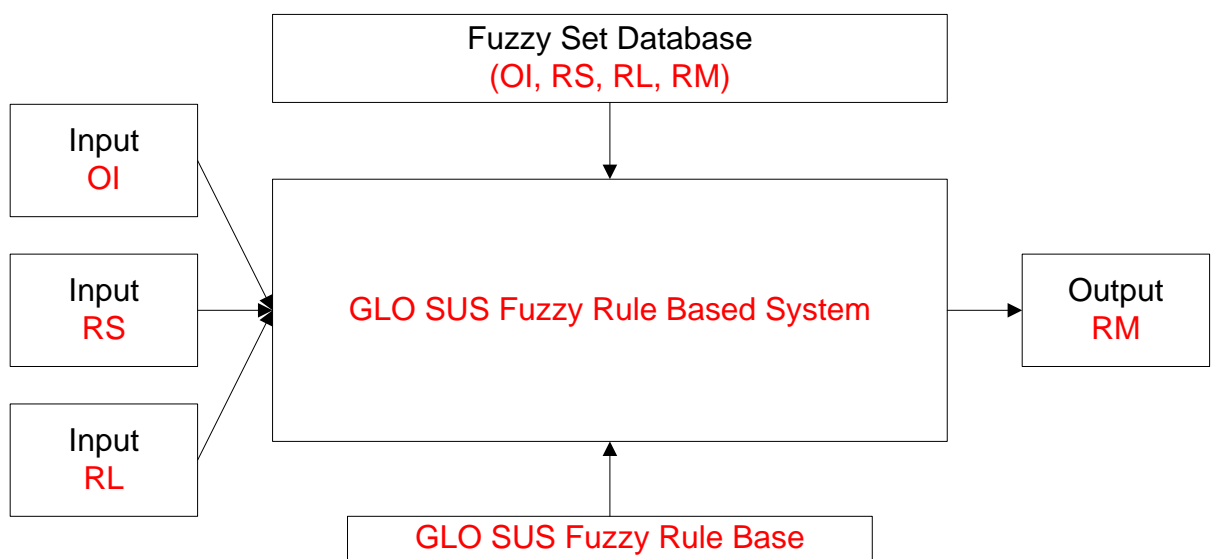 Fuzzy Set Database
(OI, RS, RL, RM)
Input
OI
Input
RS
Input
RL
GLO SUS Fuzzy Rule Based System
Output
RM
GLO SUS Fuzzy Rule Base